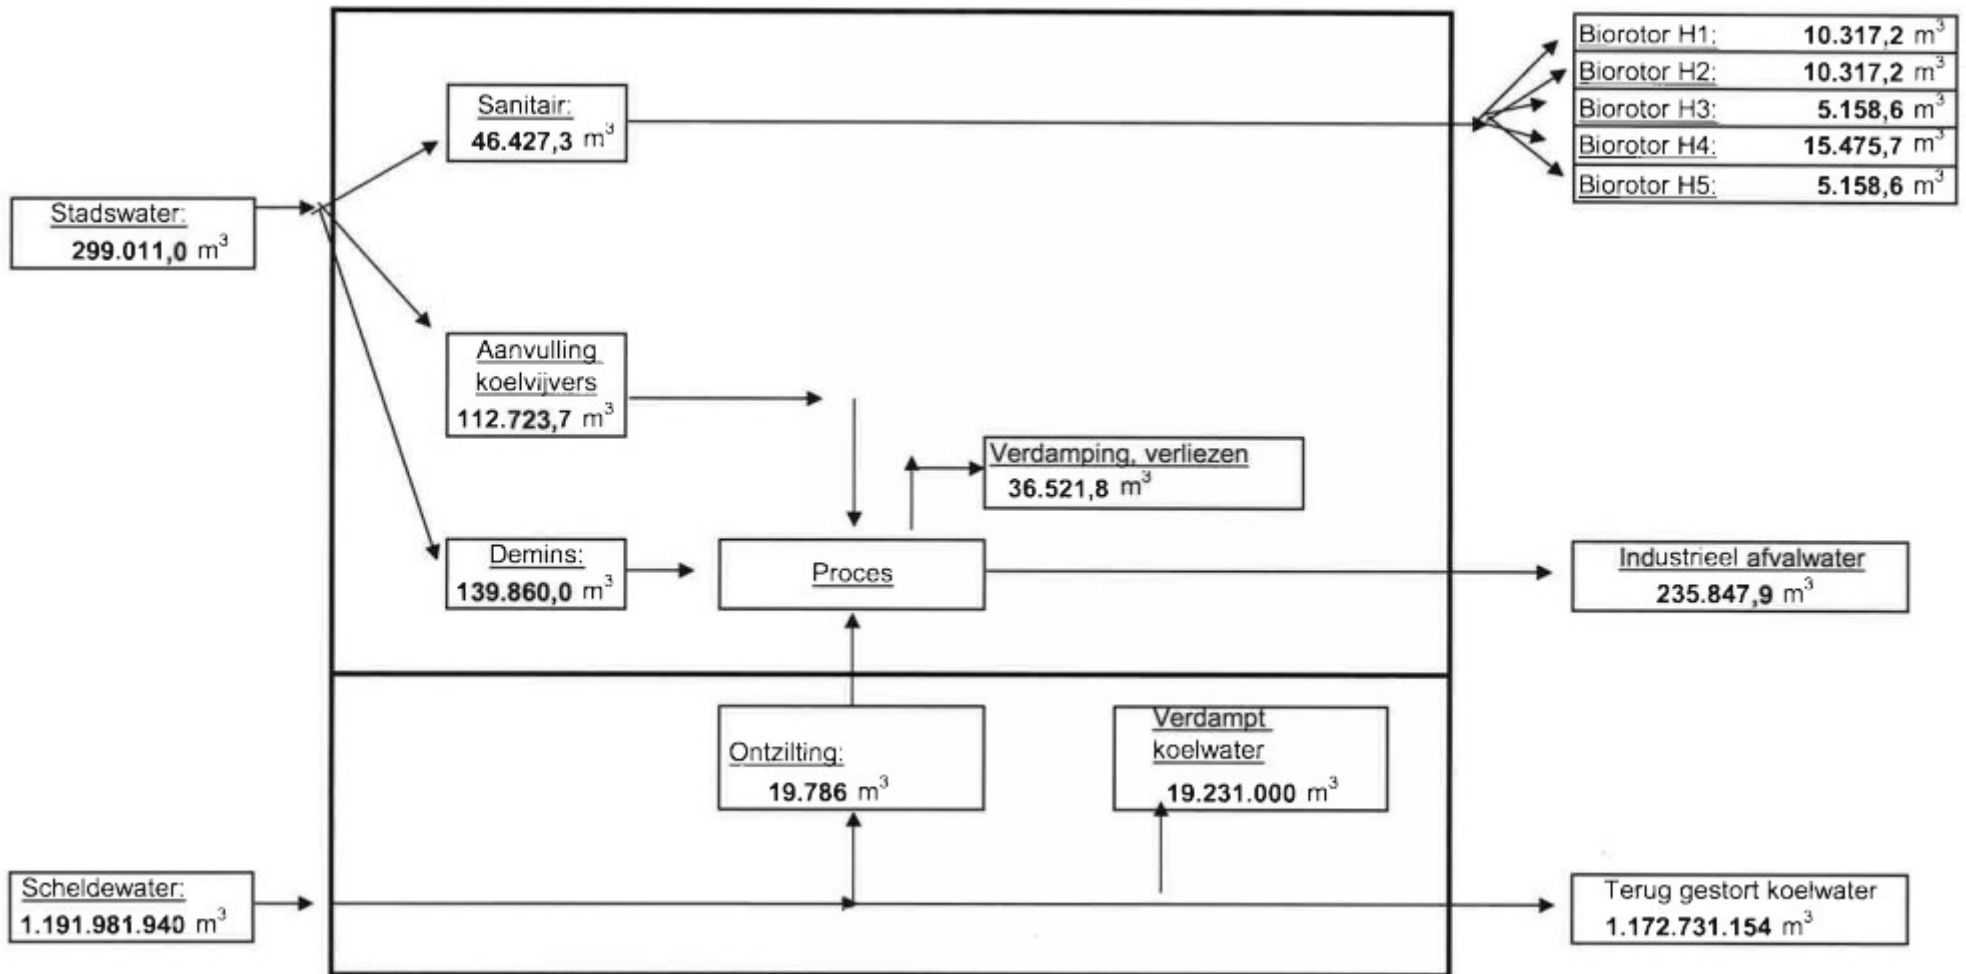 Biorotor H1: 10.317,2 m³
Biorotor H2: 10.317,2 m³
Biorotor H3: 5.158,6 m³
Biorotor H4: 15.475,7 m³
Biorotor H5: 5.158,6 m³
Sanitair:
46.427,3 m³
Stadswater:
299.011,0 m³
Aanvulling
koelvijvers
112.723,7 m³
Verdamping, verliezen
36.521,8 m³
Demins:
139.860,0 m³
Proces
Industrieel afvalwater
235.847,9 m³
Ontzilting:
19.786 m³
Verdampt
koelwater
19.231.000 m³
Scheldewater:
1.191.981.940 m³
Terug gestort koelwater
1.172.731.154 m³